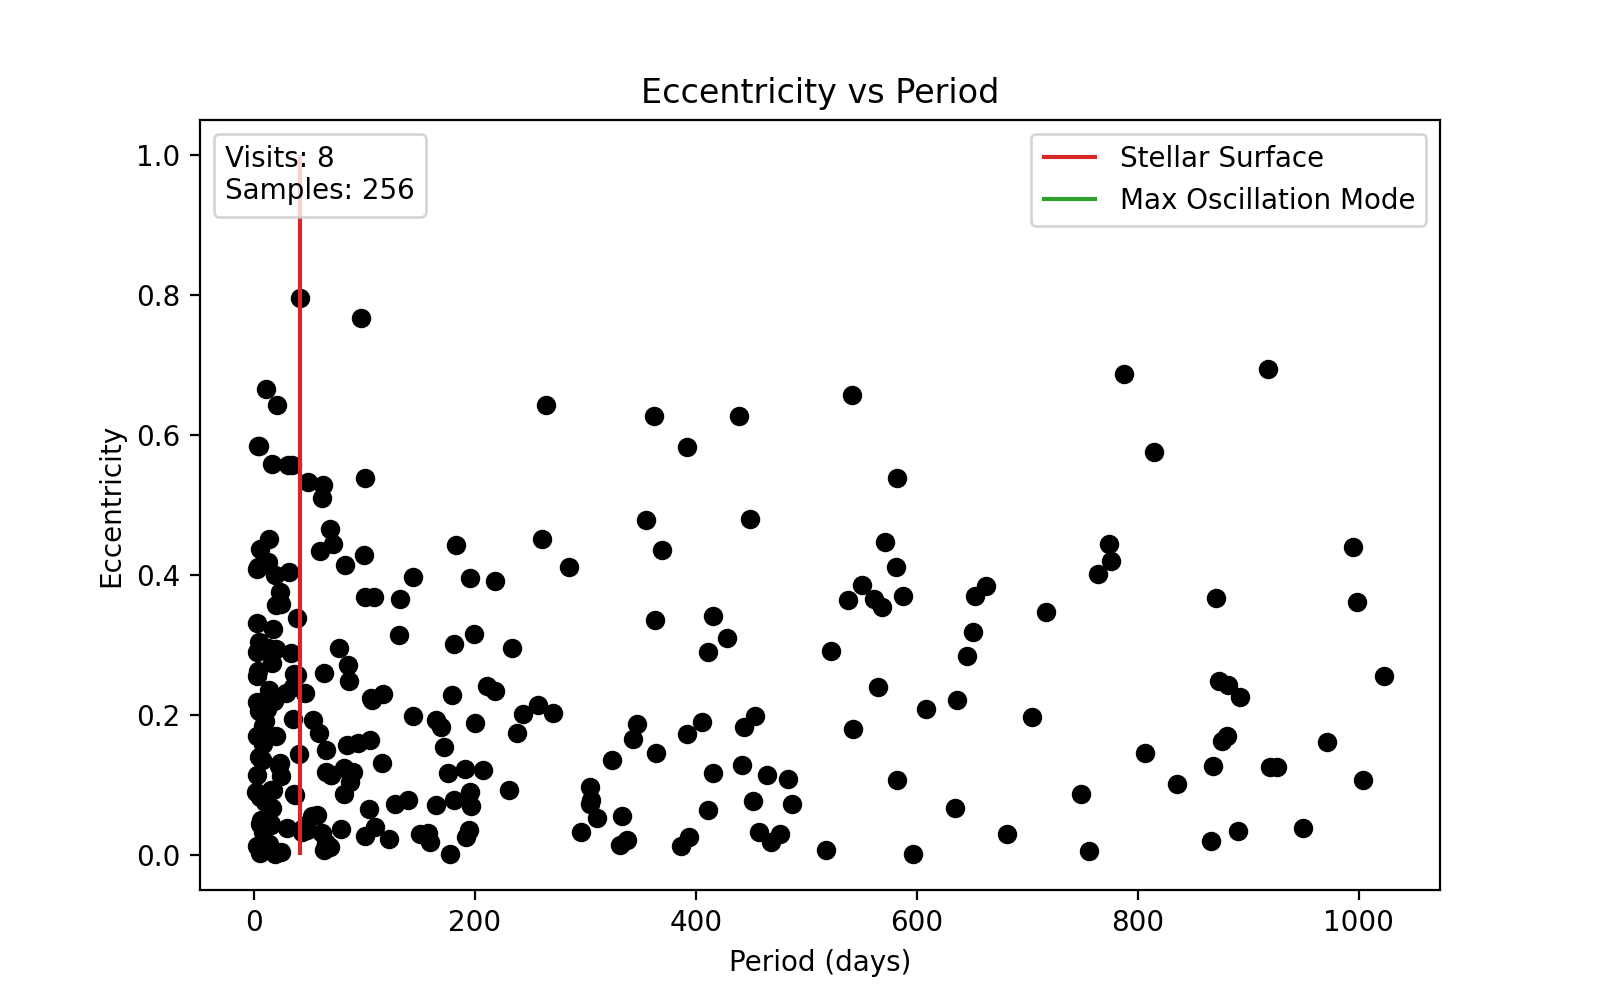 Eccentricity vs Period
Visits: 8
Samples: 256
Stellar Surface
Max Oscillation Mode
Eccentricity
1.0
0.8
0.6
0.4
0.2
0.0
0
200
400
600
800
1000
Period (days)